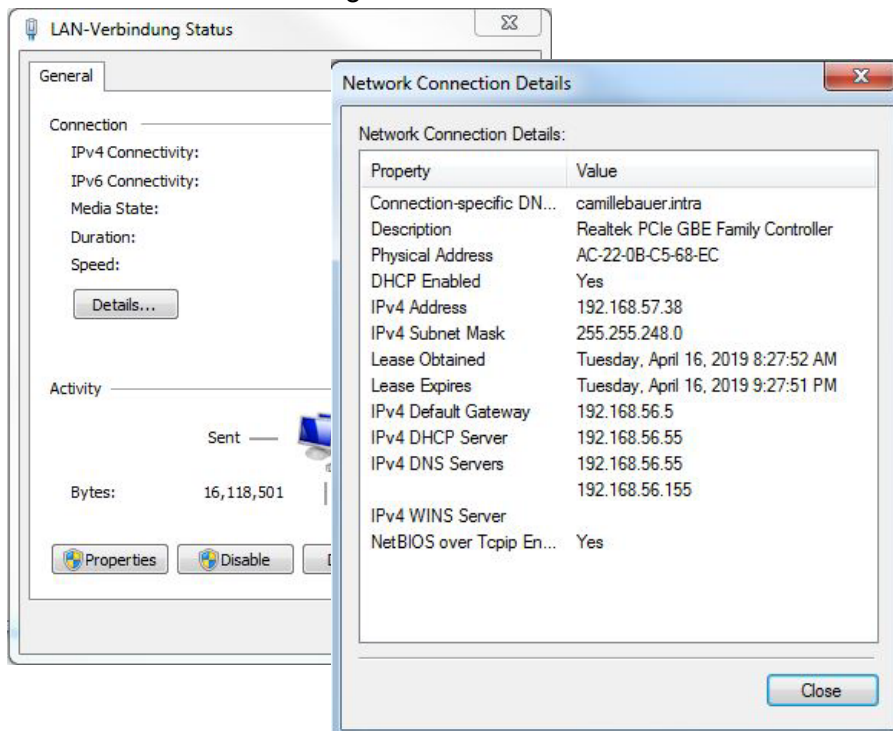 LAN-Verbindung Status
General
Connection
IPv4 Connectivity:
IPv6 Connectivity:
Media State:
Duration:
Speed:
Details...
Activity
Sent
Bytes: 16,118,501
Properties Disable
Network Connection Details
Network Connection Details:
Property Value
Connection-specific DN... camillebauer.intra
Description Realtek PCIe GBE Family Controller
Physical Address AC-22-0B-C5-68-EC
DHCP Enabled Yes
IPv4 Address 192.168.57.38
IPv4 Subnet Mask 255.255.248.0
Lease Obtained Tuesday, April 16, 2019 8:27:52 AM
Lease Expires Tuesday, April 16, 2019 9:27:51 PM
IPv4 Default Gateway 192.168.56.5
IPv4 DHCP Server 192.168.56.55
IPv4 DNS Servers 192.168.56.55
192.168.56.155
IPv4 WINS Server
NetBIOS over Tcpip En... Yes
Close